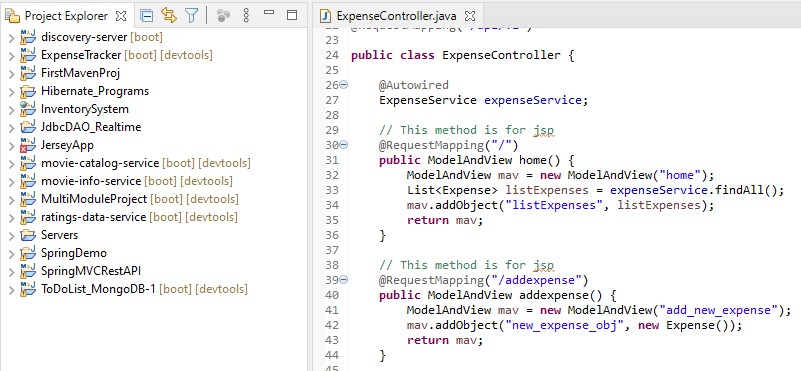 Project Explorer
discovery-server [boot]
ExpenseTracker [boot] [devtools]
FirstMavenProj
Hibernate_Programs
InventorySystem
JdbcDAO_Realtime
JerseyApp
movie-catalog-service [boot] [devtools]
movie-info-service [boot] [devtools]
MultiModuleProject [boot] [devtools]
ratings-data-service [boot] [devtools]
Servers
SpringDemo
SpringMVCRestAPI
ToDoList_MongoDB-1 [boot] [devtools]
ExpenseController.java
23
24 public class ExpenseController {
25
26 @Autowired
27 ExpenseService expenseService;
28
29 // This method is for jsp
30 @RequestMapping("/")
31 public ModelAndView home() {
32 ModelAndView mav = new ModelAndView("home");
33 List<Expense> listExpenses = expenseService.findAll();
34 mav.addObject("listExpenses", listExpenses);
35 return mav;
36 }
37
38 // This method is for jsp
39 @RequestMapping("/addexpense")
40 public ModelAndView addexpense() {
41 ModelAndView mav = new ModelAndView("add_new_expense");
42 mav.addObject("new_expense_obj", new Expense());
43 return mav;
44 }